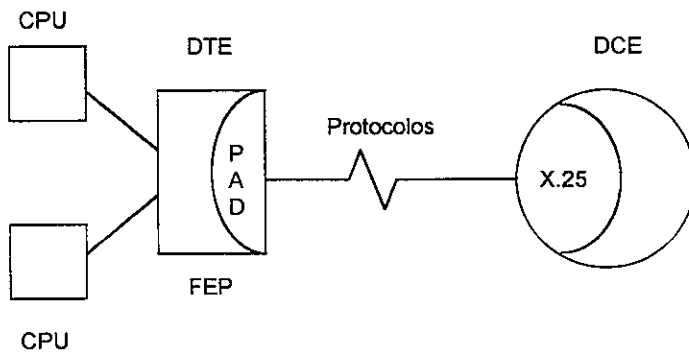 CPU
DTE
DCE
Protocolos
P
A
D
X.25
FEP
CPU